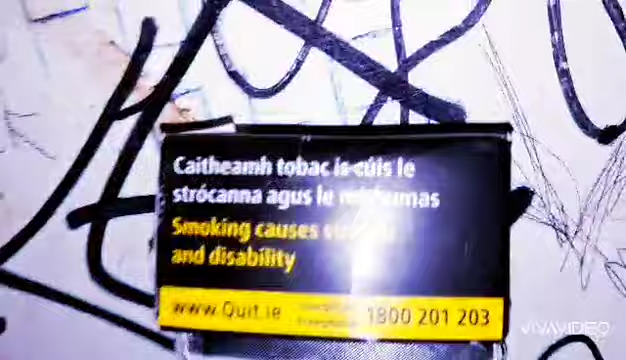 Caitheamh tobac is cúis le
strócanna agus le
Smoking causes
and disability
www.Quit.ie
1800 201 203
VIVAVIDEO